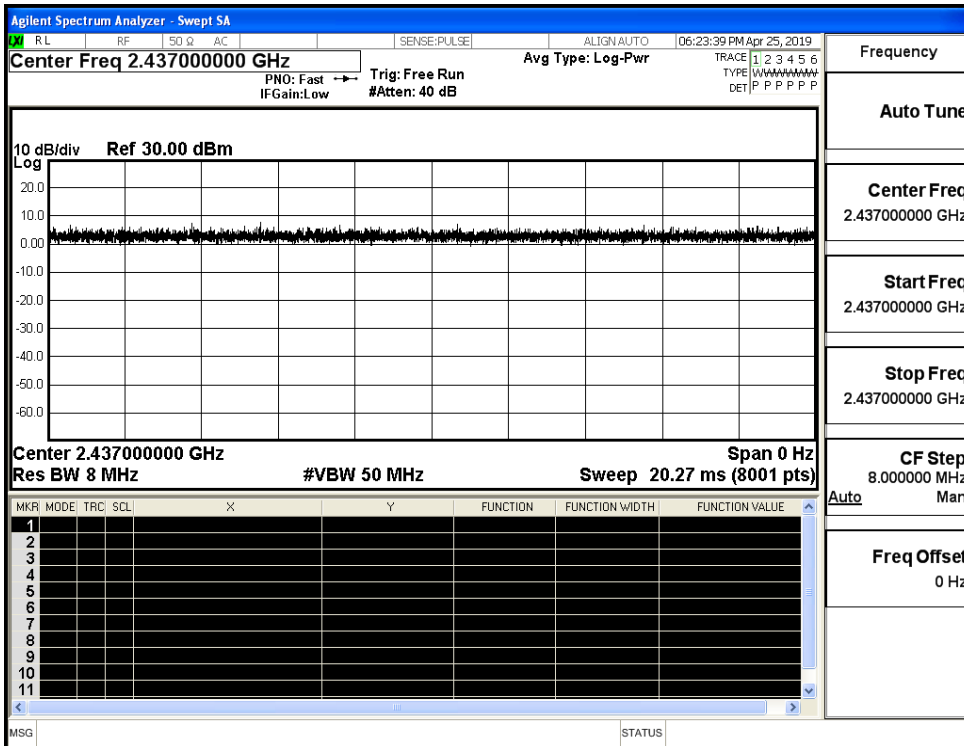 Agilent Spectrum Analyzer - Swept SA
LXI RL RF 50 Ω AC SENSE:PULSE ALIGN AUTO 06:23:39 PM Apr 25, 2019
Center Freq 2.437000000 GHz
PNO: Fast
IFGain:Low
Trig: Free Run
#Atten: 40 dB
Avg Type: Log-Pwr
TRACE 1 2 3 4 5 6
TYPE WWWWWWW
DET P P P P P P
10 dB/div Ref 30.00 dBm
Log
20.0
10.0
0.00
-10.0
-20.0
-30.0
-40.0
-50.0
-60.0
Center 2.437000000 GHz Span 0 Hz
Res BW 8 MHz #VBW 50 MHz Sweep 20.27 ms (8001 pts)
MKR MODE TRC SCL X Y FUNCTION FUNCTION WIDTH FUNCTION VALUE
1
2
3
4
5
6
7
8
9
10
11
MSG STATUS
Frequency
Auto Tune
Center Freq
2.437000000 GHz
Start Freq
2.437000000 GHz
Stop Freq
2.437000000 GHz
CF Step
8.000000 MHz
Auto Man
Freq Offset
0 Hz